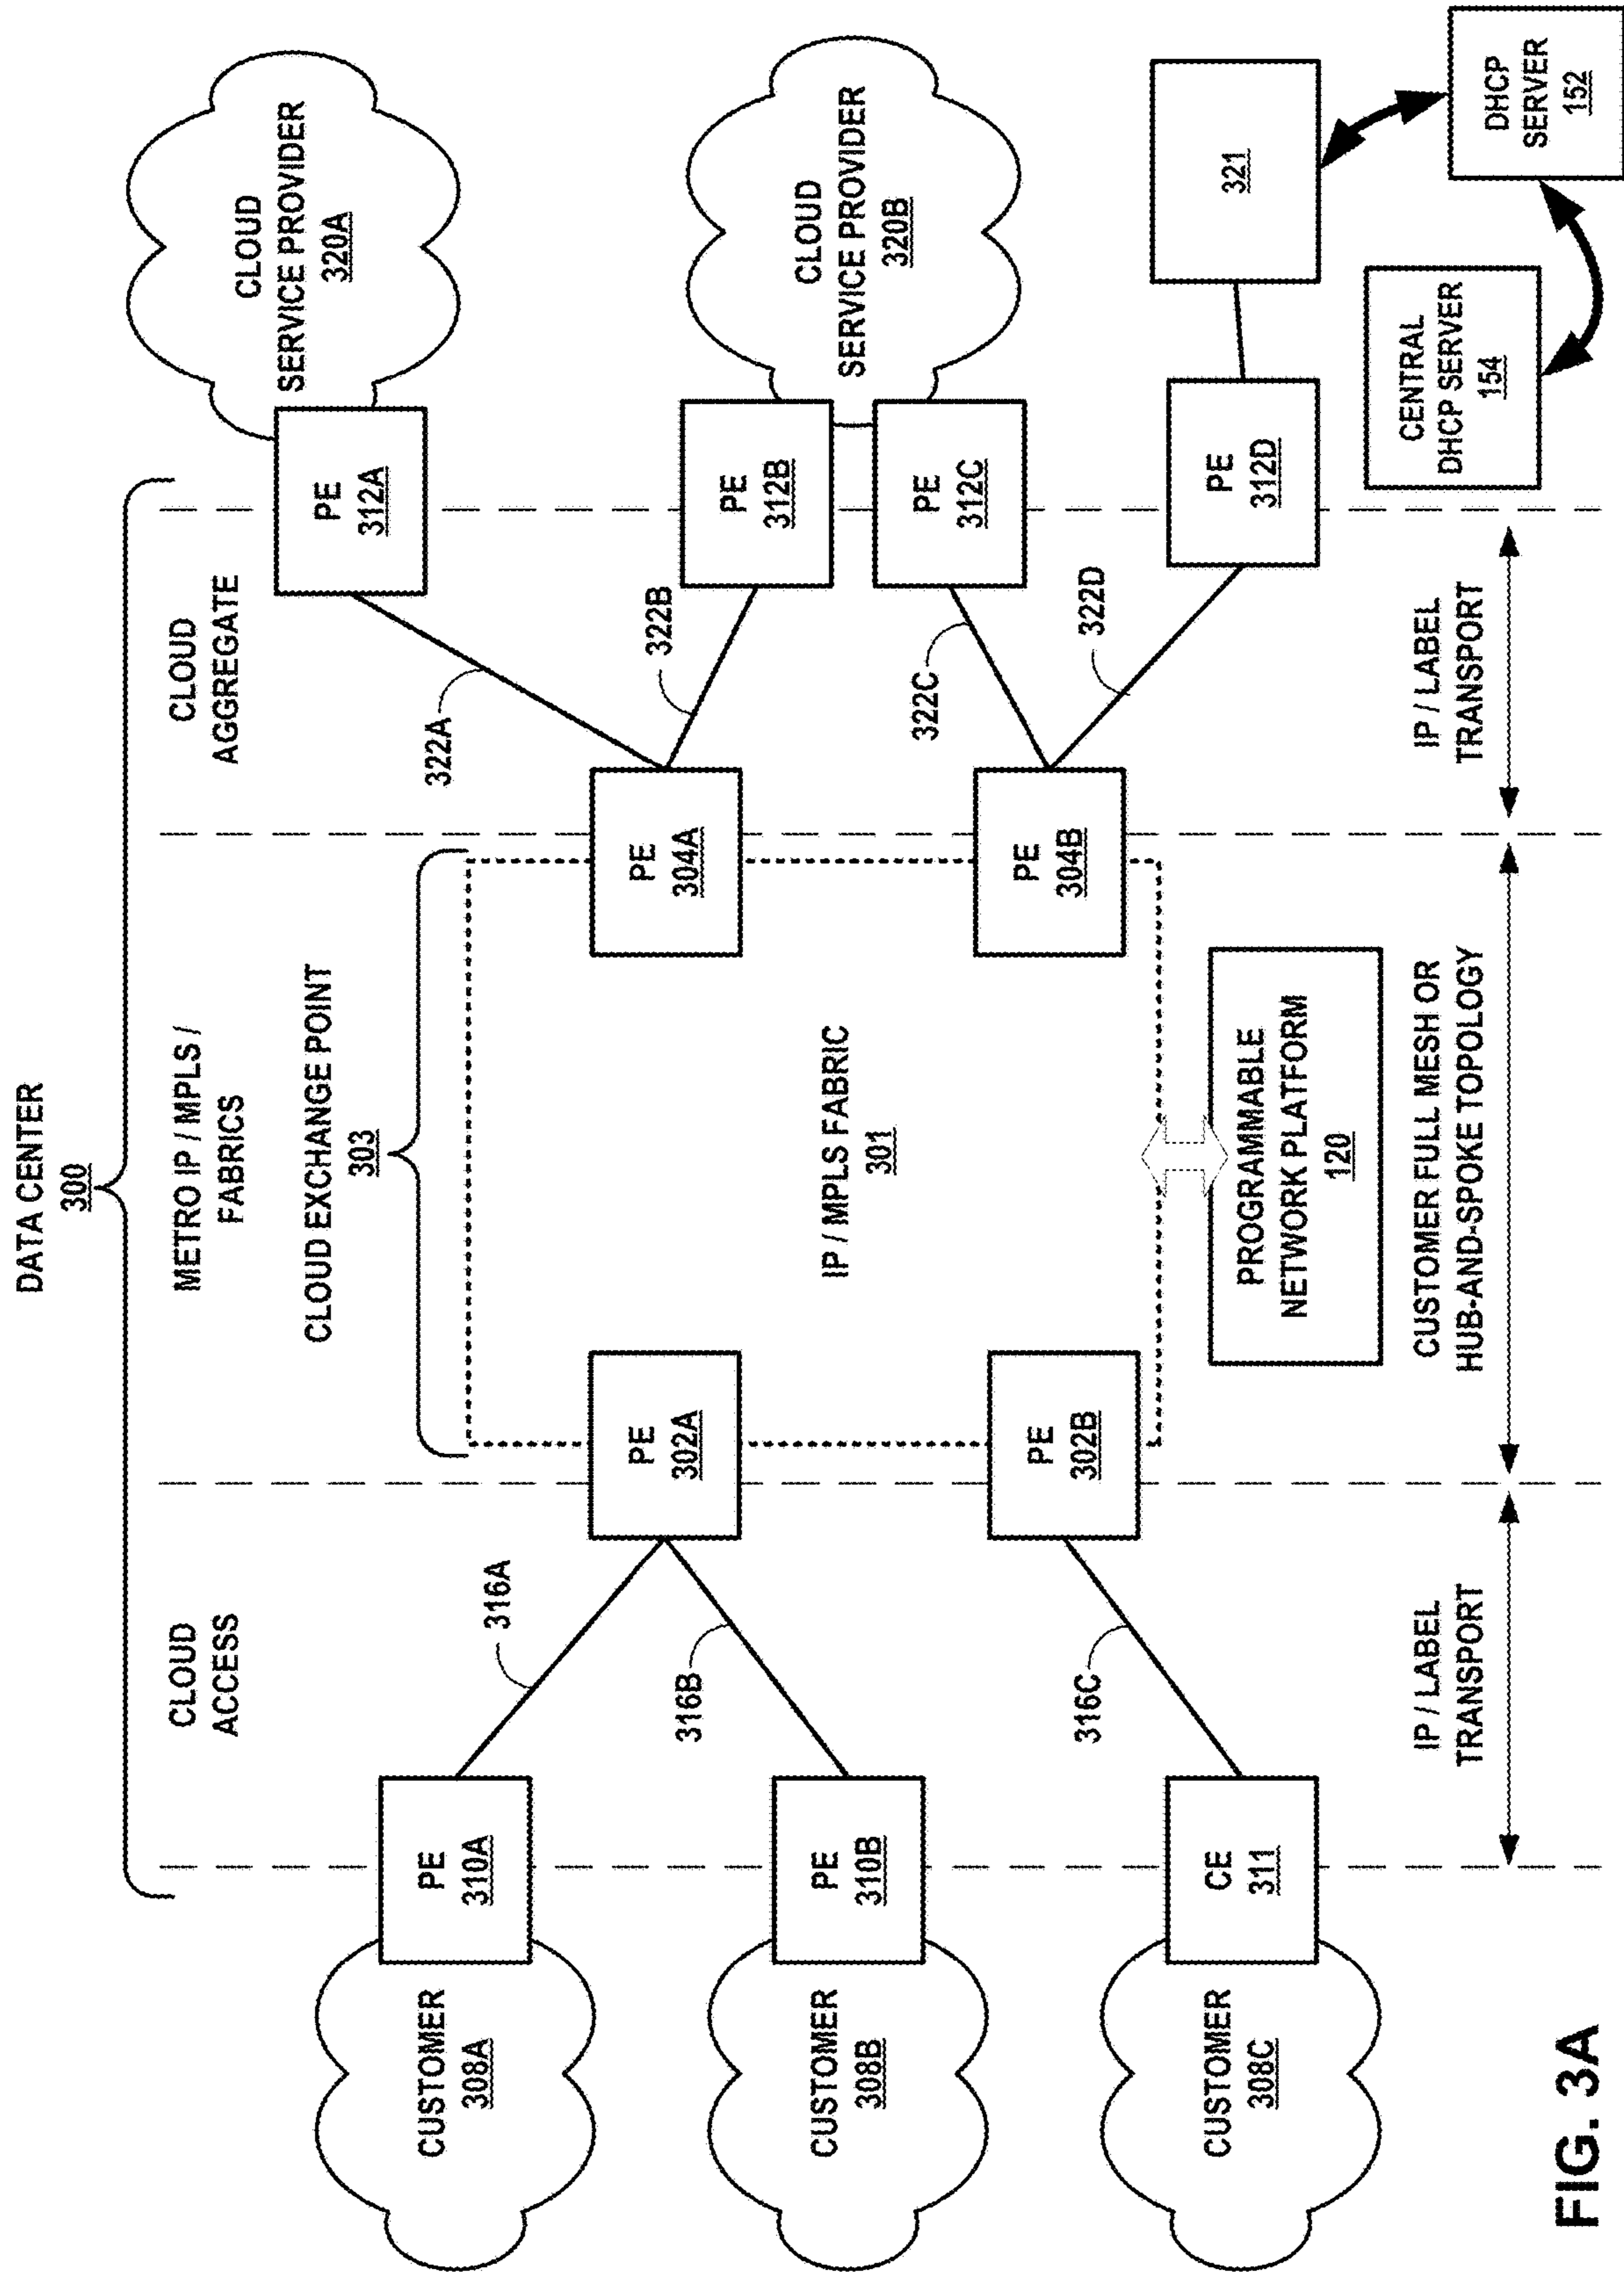 DATA CENTER
300
CLOUD
ACCESS
METRO IP / MPLS /
FABRICS
CLOUD
AGGREGATE
CLOUD EXCHANGE POINT
303
CUSTOMER
308A
PE
310A
316A
PE
302A
PE
304A
322A
PE
312A
CLOUD
SERVICE PROVIDER
320A
CUSTOMER
308B
PE
310B
316B
IP / MPLS FABRIC
301
322B
PE
312B
322C
PE
312C
CLOUD
SERVICE PROVIDER
320B
CUSTOMER
308C
CE
311
316C
PE
302B
PE
304B
322D
PE
312D
321
PROGRAMMABLE
NETWORK PLATFORM
120
CENTRAL
DHCP SERVER
154
DHCP
SERVER
152
IP / LABEL
TRANSPORT
CUSTOMER FULL MESH OR
HUB-AND-SPOKE TOPOLOGY
IP / LABEL
TRANSPORT
FIG. 3A